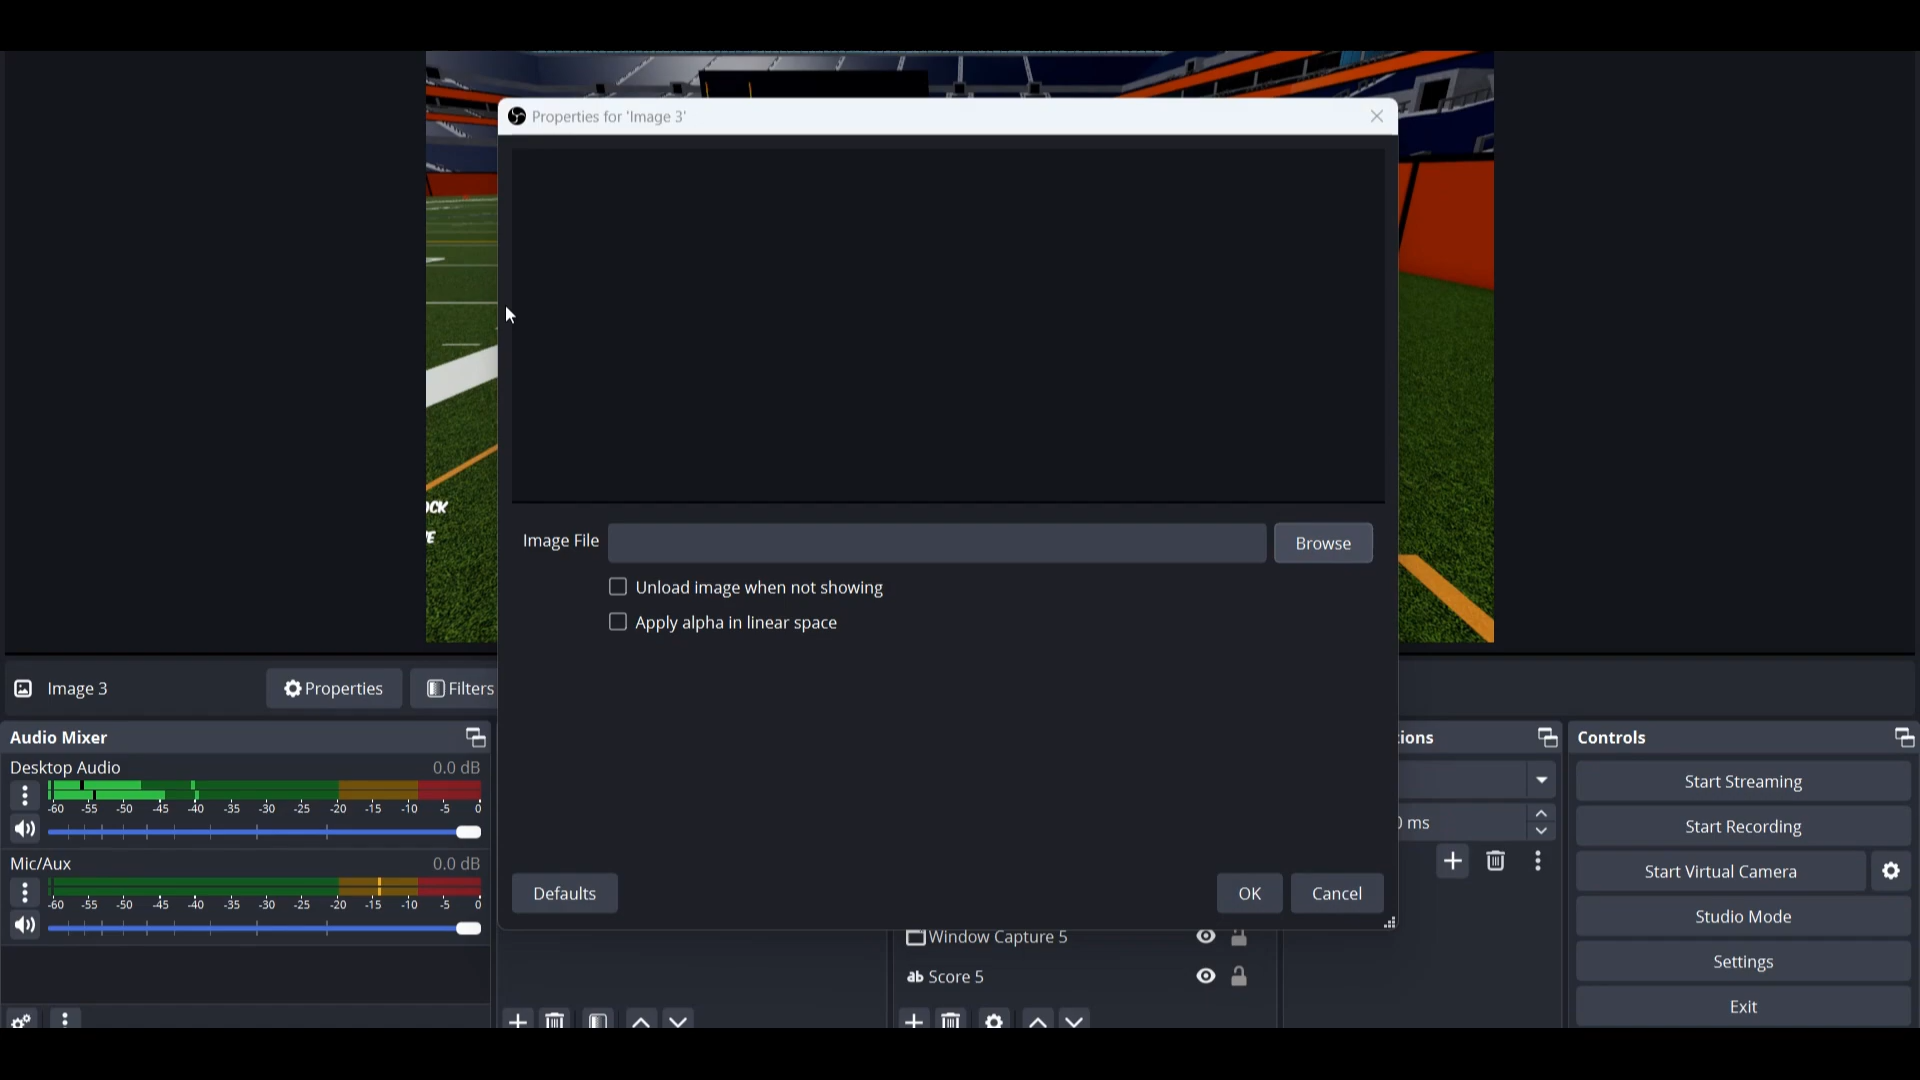 Properties for 'Image 3'
OCK
E
Image File
Browse
Unload image when not showing
Apply alpha in linear space
Image 3
Properties
Filters
Audio Mixer
ions
Controls
Desktop Audio
0.0 dB
-60 -55 -50 -45 -40 -35 -30 -25 -20 -15 -10 -5 0
Start Streaming
0 ms
Start Recording
Mic/Aux
0.0 dB
-60 -55 -50 -45 -40 -35 -30 -25 -20 -15 -10 -5 0
Start Virtual Camera
Defaults
OK
Cancel
Studio Mode
Window Capture 5
Settings
ab Score 5
Exit